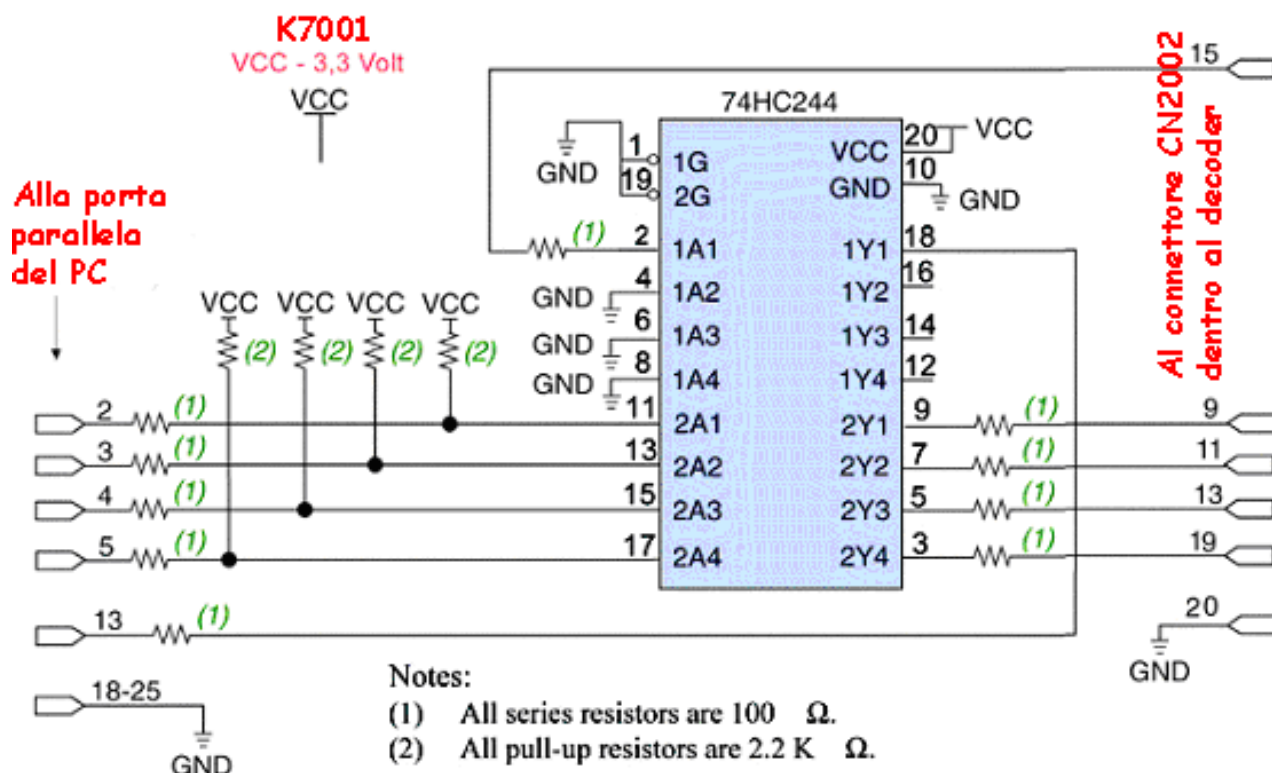 K7001
VCC - 3,3 Volt
VCC
Alla porta
parallela
del PC
Al connettore CN2002
dentro al decoder
15
74HC244
1
GND
19
1G
2G
VCC
20
VCC
GND
10
GND
(1)
2
1A1
1Y1
18
GND
4
1A2
1Y2
16
GND
6
1A3
1Y3
14
GND
8
1A4
1Y4
12
VCC VCC VCC VCC
(2) (2) (2) (2)
2 (1) 11 2A1 2Y1 9 (1) 9
3 (1) 13 2A2 2Y2 7 (1) 11
4 (1) 15 2A3 2Y3 5 (1) 13
5 (1) 17 2A4 2Y4 3 (1) 19
13 (1)
20
GND
18-25
GND
Notes:
(1) All series resistors are 100 Ω.
(2) All pull-up resistors are 2.2 K Ω.